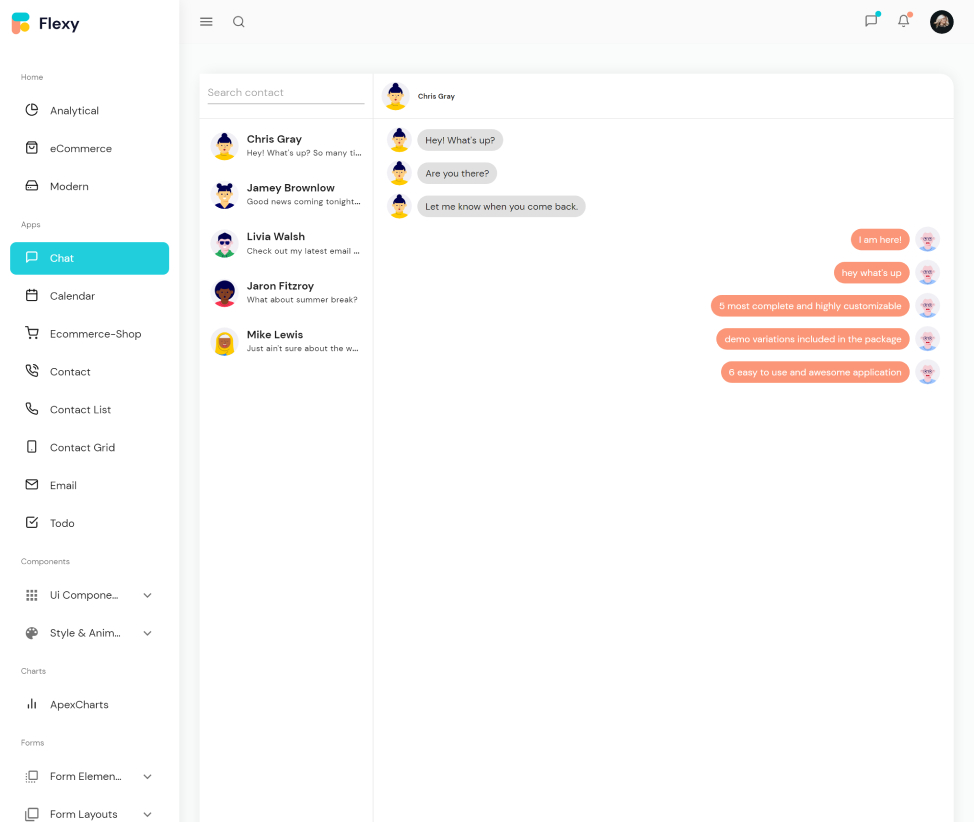 Flexy
Home
Analytical
eCommerce
Modern
Apps
Chat
Calendar
Ecommerce-Shop
Contact
Contact List
Contact Grid
Email
Todo
Components
Ui Compone...
Style & Anim...
Charts
ApexCharts
Forms
Form Elemen...
Form Layouts
Search contact
Chris Gray
Hey! What's up? So many ti...
Jamey Brownlow
Good news coming tonight...
Livia Walsh
Check out my latest email ...
Jaron Fitzroy
What about summer break?
Mike Lewis
Just ain't sure about the w...
Chris Gray
Hey! What's up?
Are you there?
Let me know when you come back.
I am here!
hey what's up
5 most complete and highly customizable
demo variations included in the package
6 easy to use and awesome application